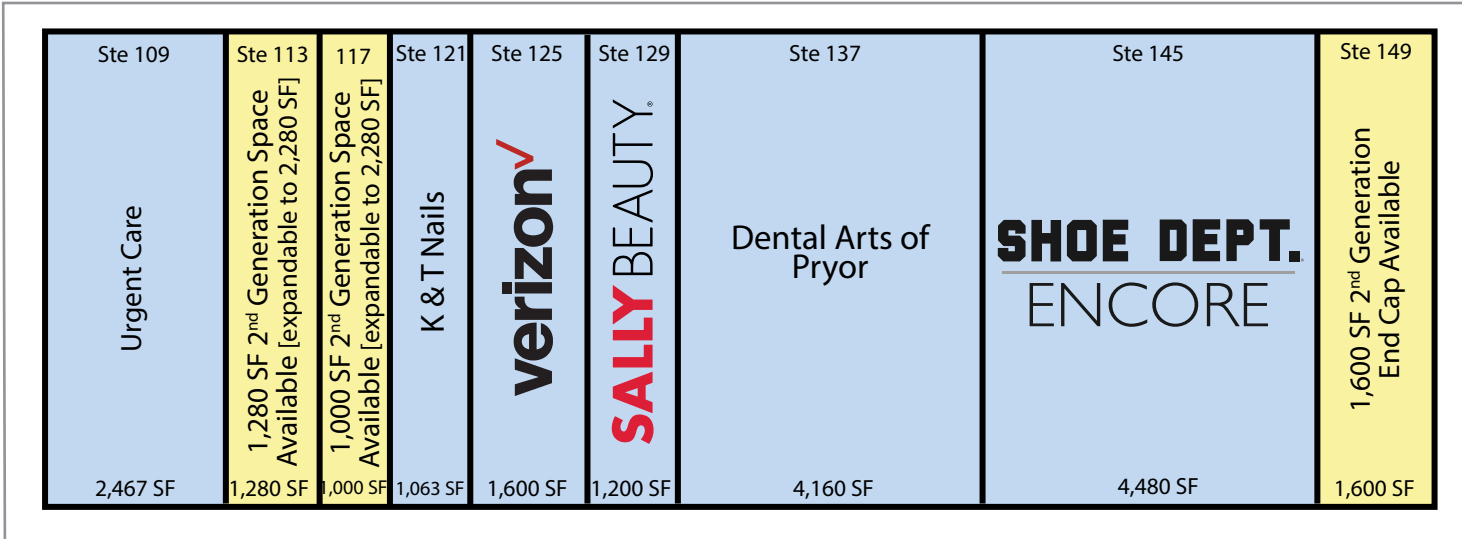 Ste 109
Urgent Care
2,467 SF
Ste 113
1,280 SF 2nd Generation Space
Available [expandable to 2,280 SF]
1,280 SF
117
1,000 SF 2nd Generation Space
Available [expandable to 2,280 SF]
1,000 SF
Ste 121
K & T Nails
1,063 SF
Ste 125
verizon
1,600 SF
Ste 129
SALLY BEAUTY®
1,200 SF
Ste 137
Dental Arts of
Pryor
4,160 SF
Ste 145
SHOE DEPT.
ENCORE
4,480 SF
Ste 149
1,600 SF 2nd Generation
End Cap Available
1,600 SF